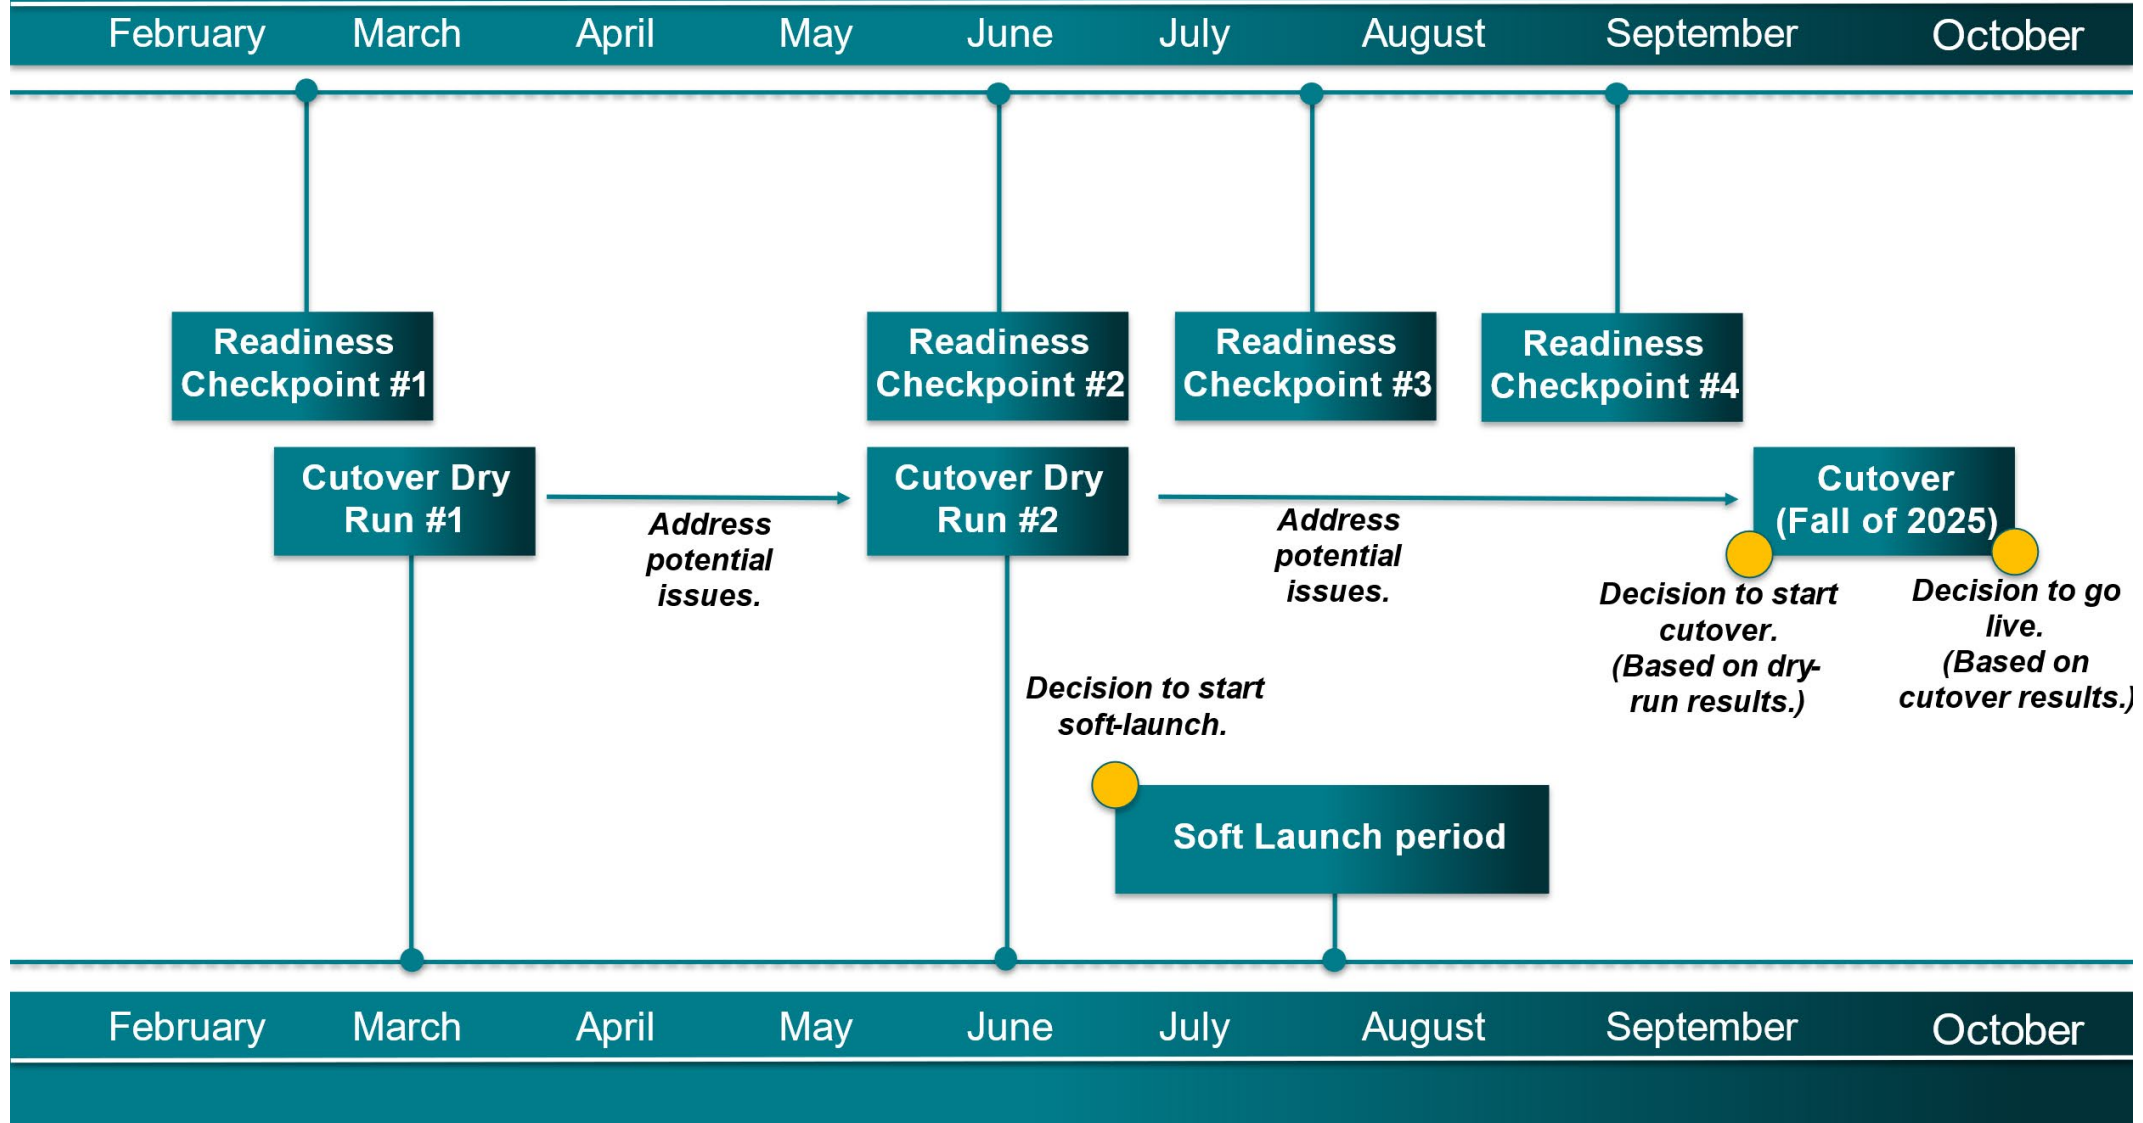 February March April May June July August September October
Readiness
Checkpoint #1
Readiness
Checkpoint #2
Readiness
Checkpoint #3
Readiness
Checkpoint #4
Cutover Dry
Run #1
Address
potential
issues.
Cutover Dry
Run #2
Address
potential
issues.
Cutover
(Fall of 2025)
Decision to start
cutover.
(Based on dry-
run results.)
Decision to go
live.
(Based on
cutover results.)
Decision to start
soft-launch.
Soft Launch period
February March April May June July August September October